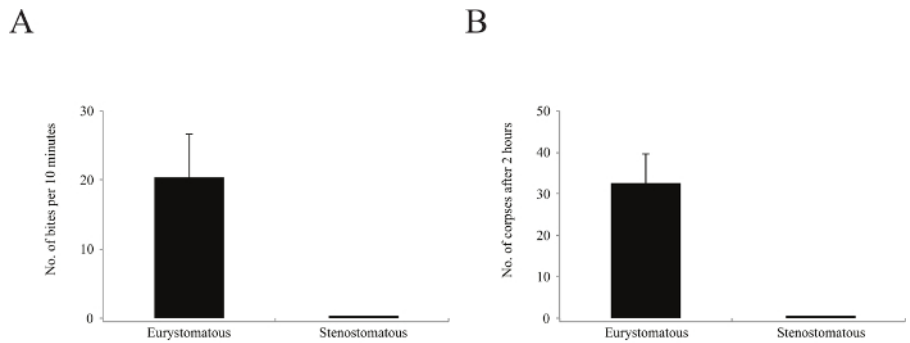 A
No. of bites per 10 minutes
30
20
10
0
Eurystomatous Stenostomatous
B
No. of corpses after 2 hours
50
40
30
20
10
0
Eurystomatous Stenostomatous